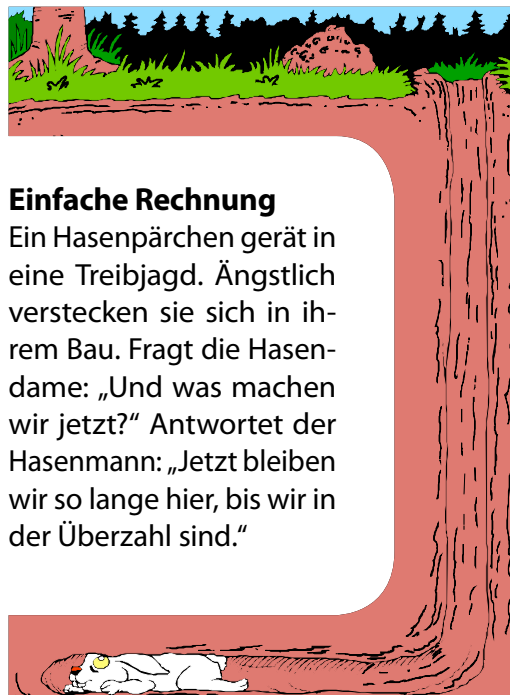 Einfache Rechnung
Ein Hasenpärchen gerät in
eine Treibjagd. Ängstlich
verstecken sie sich in ih-
rem Bau. Fragt die Hasen-
dame: „Und was machen
wir jetzt?“ Antwortet der
Hasenmann: „Jetzt bleiben
wir so lange hier, bis wir in
der Überzahl sind.“